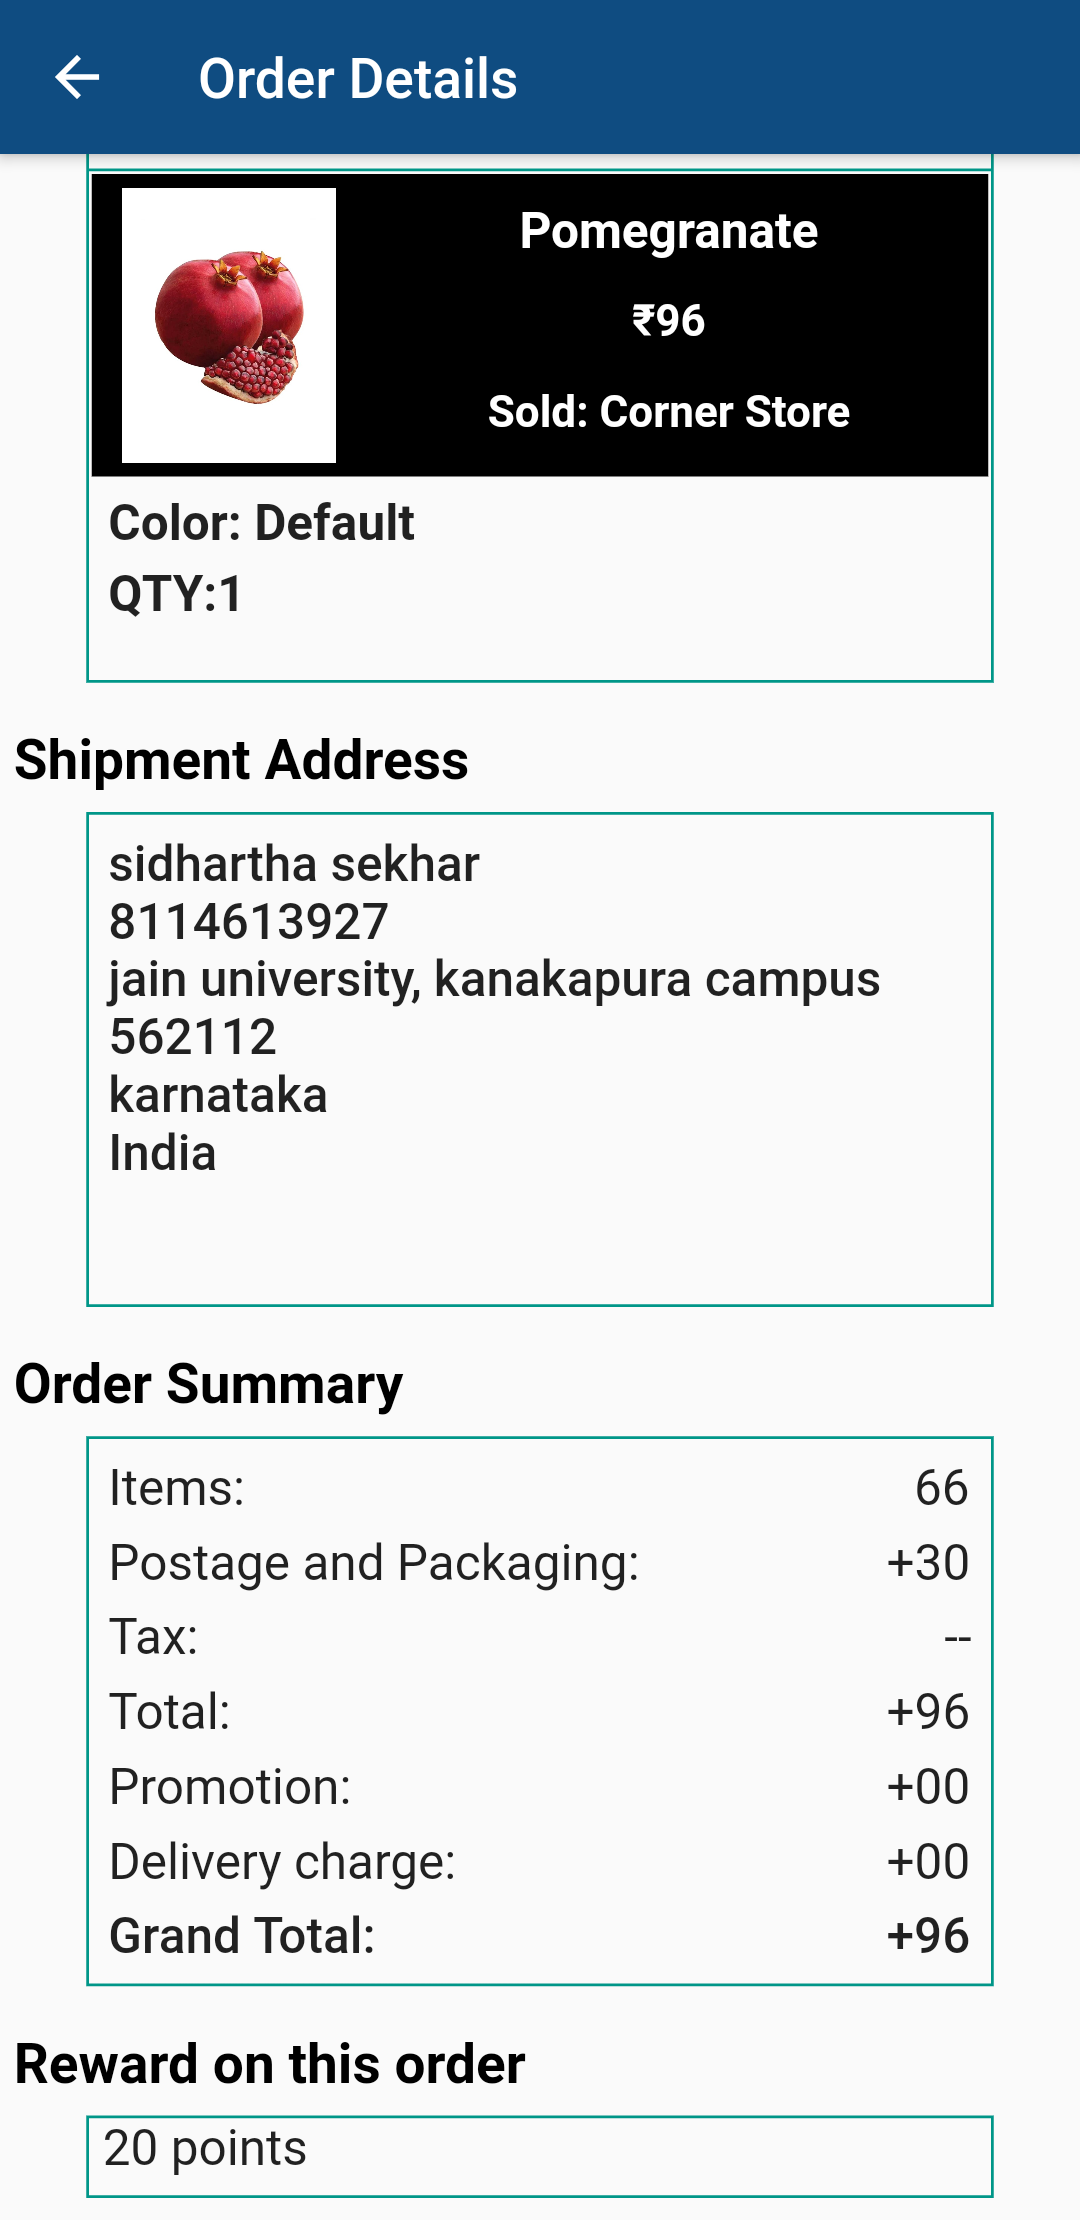 Order Details
Pomegranate
₹96
Sold: Corner Store
Color: Default
QTY:1
Shipment Address
sidhartha sekhar
8114613927
jain university, kanakapura campus
562112
karnataka
India
Order Summary
Items: 66
Postage and Packaging: +30
Tax: --
Total: +96
Promotion: +00
Delivery charge: +00
Grand Total: +96
Reward on this order
20 points